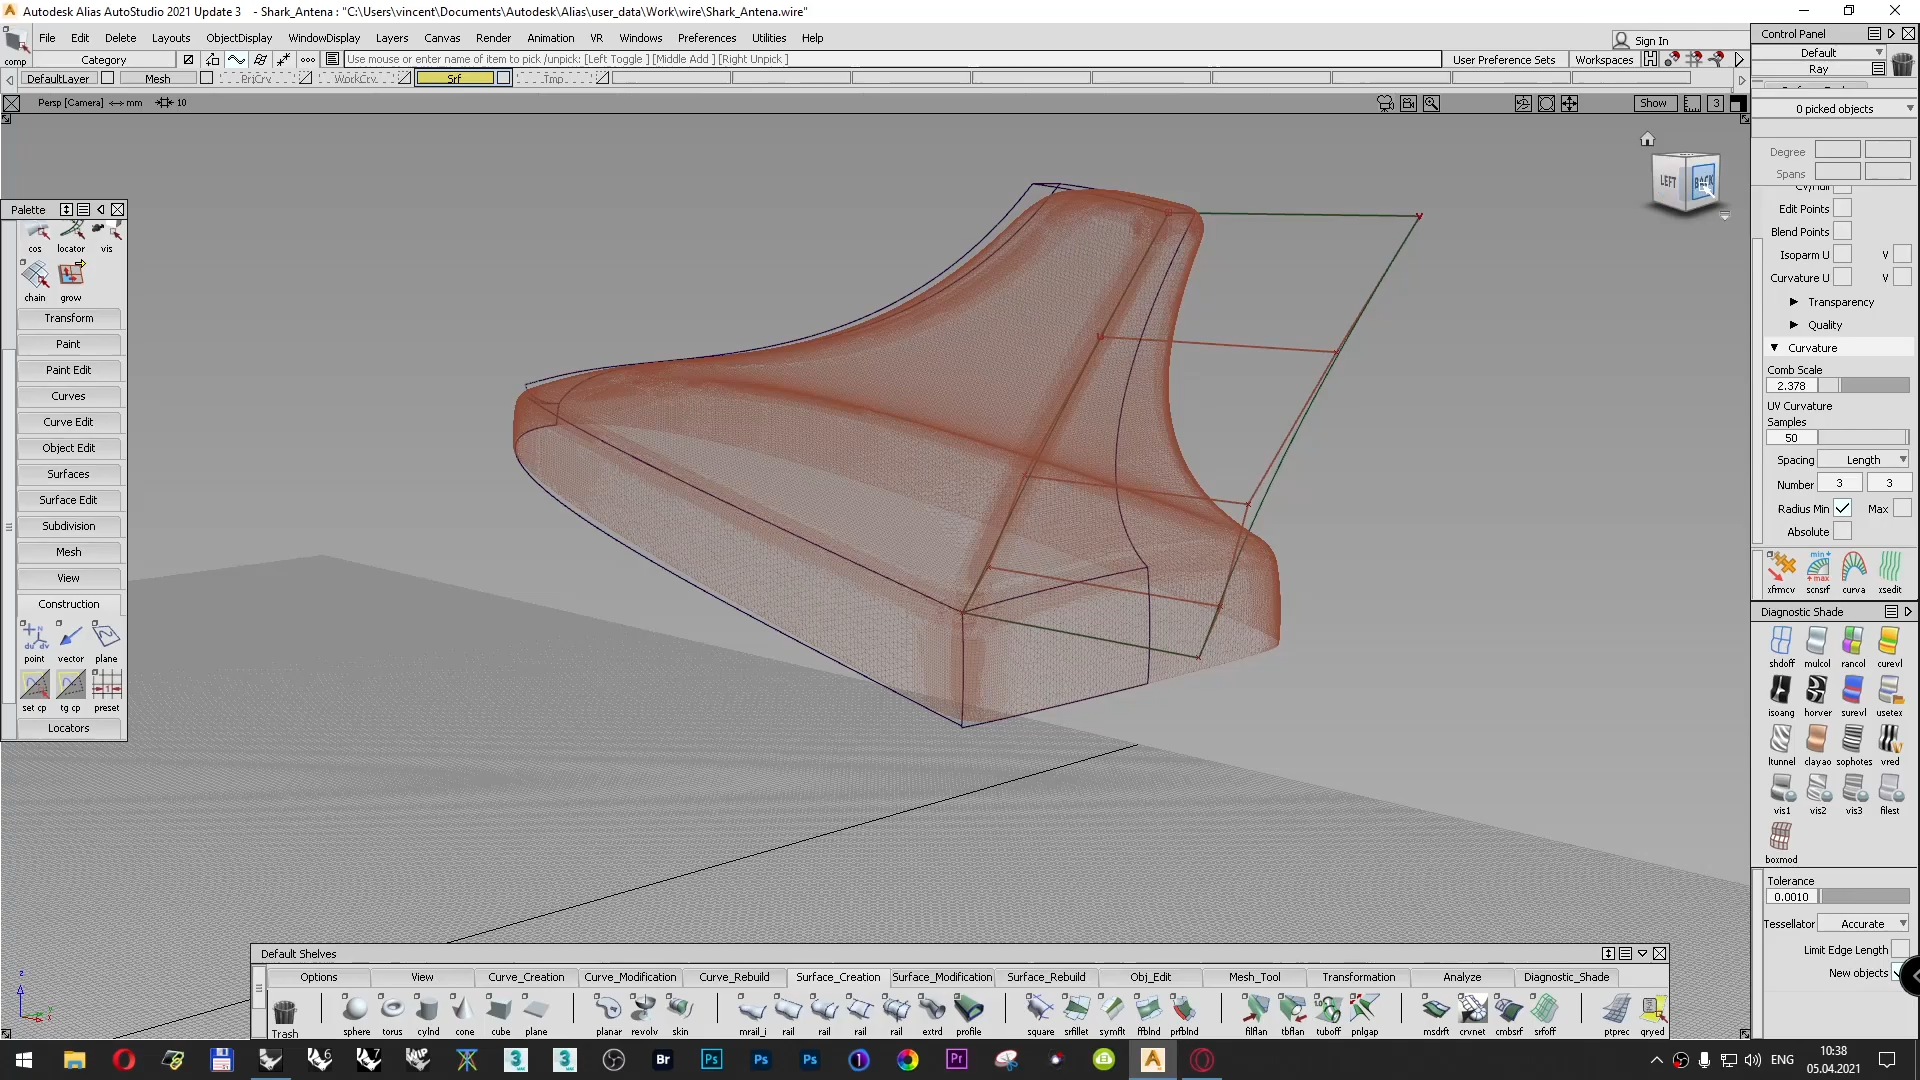 Autodesk Alias AutoStudio 2021 Update 3 - Shark_Antena : "C:\Users\vincent\Documents\Autodesk\Alias\user_data\Work\wire\Shark_Antena.wire"
File Edit Delete Layouts ObjectDisplay WindowDisplay Layers Canvas Render Animation VR Windows Preferences Utilities Help
Sign In
comp
Category
Use mouse or enter name of item to pick /unpick: [Left Toggle ] [Middle Add ] [Right Unpick ]
User Preference Sets Workspaces
DefaultLayer Mesh PrjCrv WorkCrv Srf Tmp
Persp [Camera] mm 10
Show 3
LEFT BACK
Palette
cos locator vis
chain grow
Transform
Paint
Paint Edit
Curves
Curve Edit
Object Edit
Surfaces
Surface Edit
Subdivision
Mesh
View
Construction
point vector plane
set cp tg cp preset
Locators
Control Panel
Default
Ray
0 picked objects
Degree
Spans
CV/Hull
Edit Points
Blend Points
Isoparm U V
Curvature U V
Transparency
Quality
Curvature
Comb Scale
2.378
UV Curvature
Samples
50
Spacing Length
Number 3 3
Radius Min Max
Absolute
xfrmcv scnsrf curva xsedit
Diagnostic Shade
shdoff mulcol rancol curevl
isoang horver surevl usetex
ltunnel clayao sophotes vred
vis1 vis2 vis3 filest
boxmod
Tolerance
0.0010
Tessellator Accurate
Limit Edge Length
New objects
Default Shelves
Options View Curve_Creation Curve_Modification Curve_Rebuild Surface_Creation Surface_Modification Surface_Rebuild Obj_Edit Mesh_Tool Transformation Analyze Diagnostic_Shade
Trash sphere torus cylnd cone cube plane planar revolv skin mrail_i rail rail rail rail extrd profile square srfillet symflt ffblnd prfblnd filflan tbflan tuboff pnlgap msdrft crvnet cmbsrf srfoff ptprec qryed
z
ENG
10:38
05.04.2021